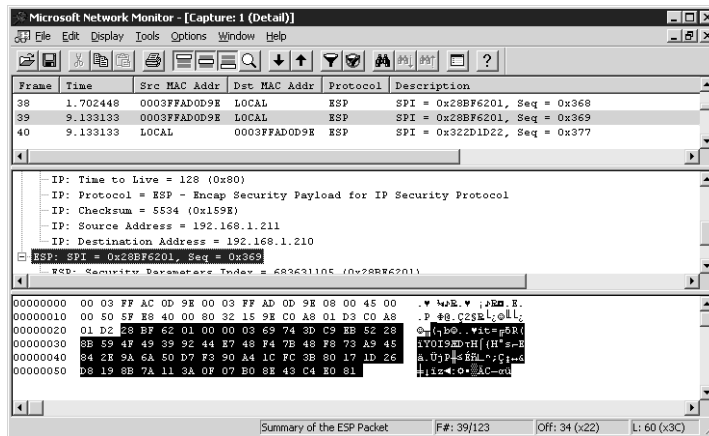 Microsoft Network Monitor - [Capture: 1 (Detail)]
File Edit Display Tools Options Window Help
Frame Time Src MAC Addr Dst MAC Addr Protocol Description
38 1.702448 0003FFAD0D9E LOCAL ESP SPI = 0x28BF6201, Seq = 0x368
39 9.133133 0003FFAD0D9E LOCAL ESP SPI = 0x28BF6201, Seq = 0x369
40 9.133133 LOCAL 0003FFAD0D9E ESP SPI = 0x322D1D22, Seq = 0x377
IP: Time to Live = 128 (0x80)
IP: Protocol = ESP - Encap Security Payload for IP Security Protocol
IP: Checksum = 5534 (0x159E)
IP: Source Address = 192.168.1.211
IP: Destination Address = 192.168.1.210
ESP: SPI = 0x28BF6201, Seq = 0x369
ESP: Security Parameters Index = 683631105 (0x28BF6201)
00000000 00 03 FF AC 0D 9E 00 03 FF AD 0D 9E 08 00 45 00
00000010 00 50 5F E8 40 00 80 32 15 9E C0 A8 01 D3 C0 A8
00000020 01 D2 28 BF 62 01 00 00 03 69 74 3D C9 EB 52 28
00000030 8B 59 4F 49 39 92 44 E7 48 F4 7B 48 F8 73 A9 45
00000040 84 2E 9A 6A 50 D7 F3 90 A4 1C FC 3B 80 17 1D 26
00000050 D8 19 8B 7A 11 3A 0F 07 B0 8E 43 C4 E0 81
Summary of the ESP Packet F#: 39/123 Off: 34 (x22) L: 60 (x3C)